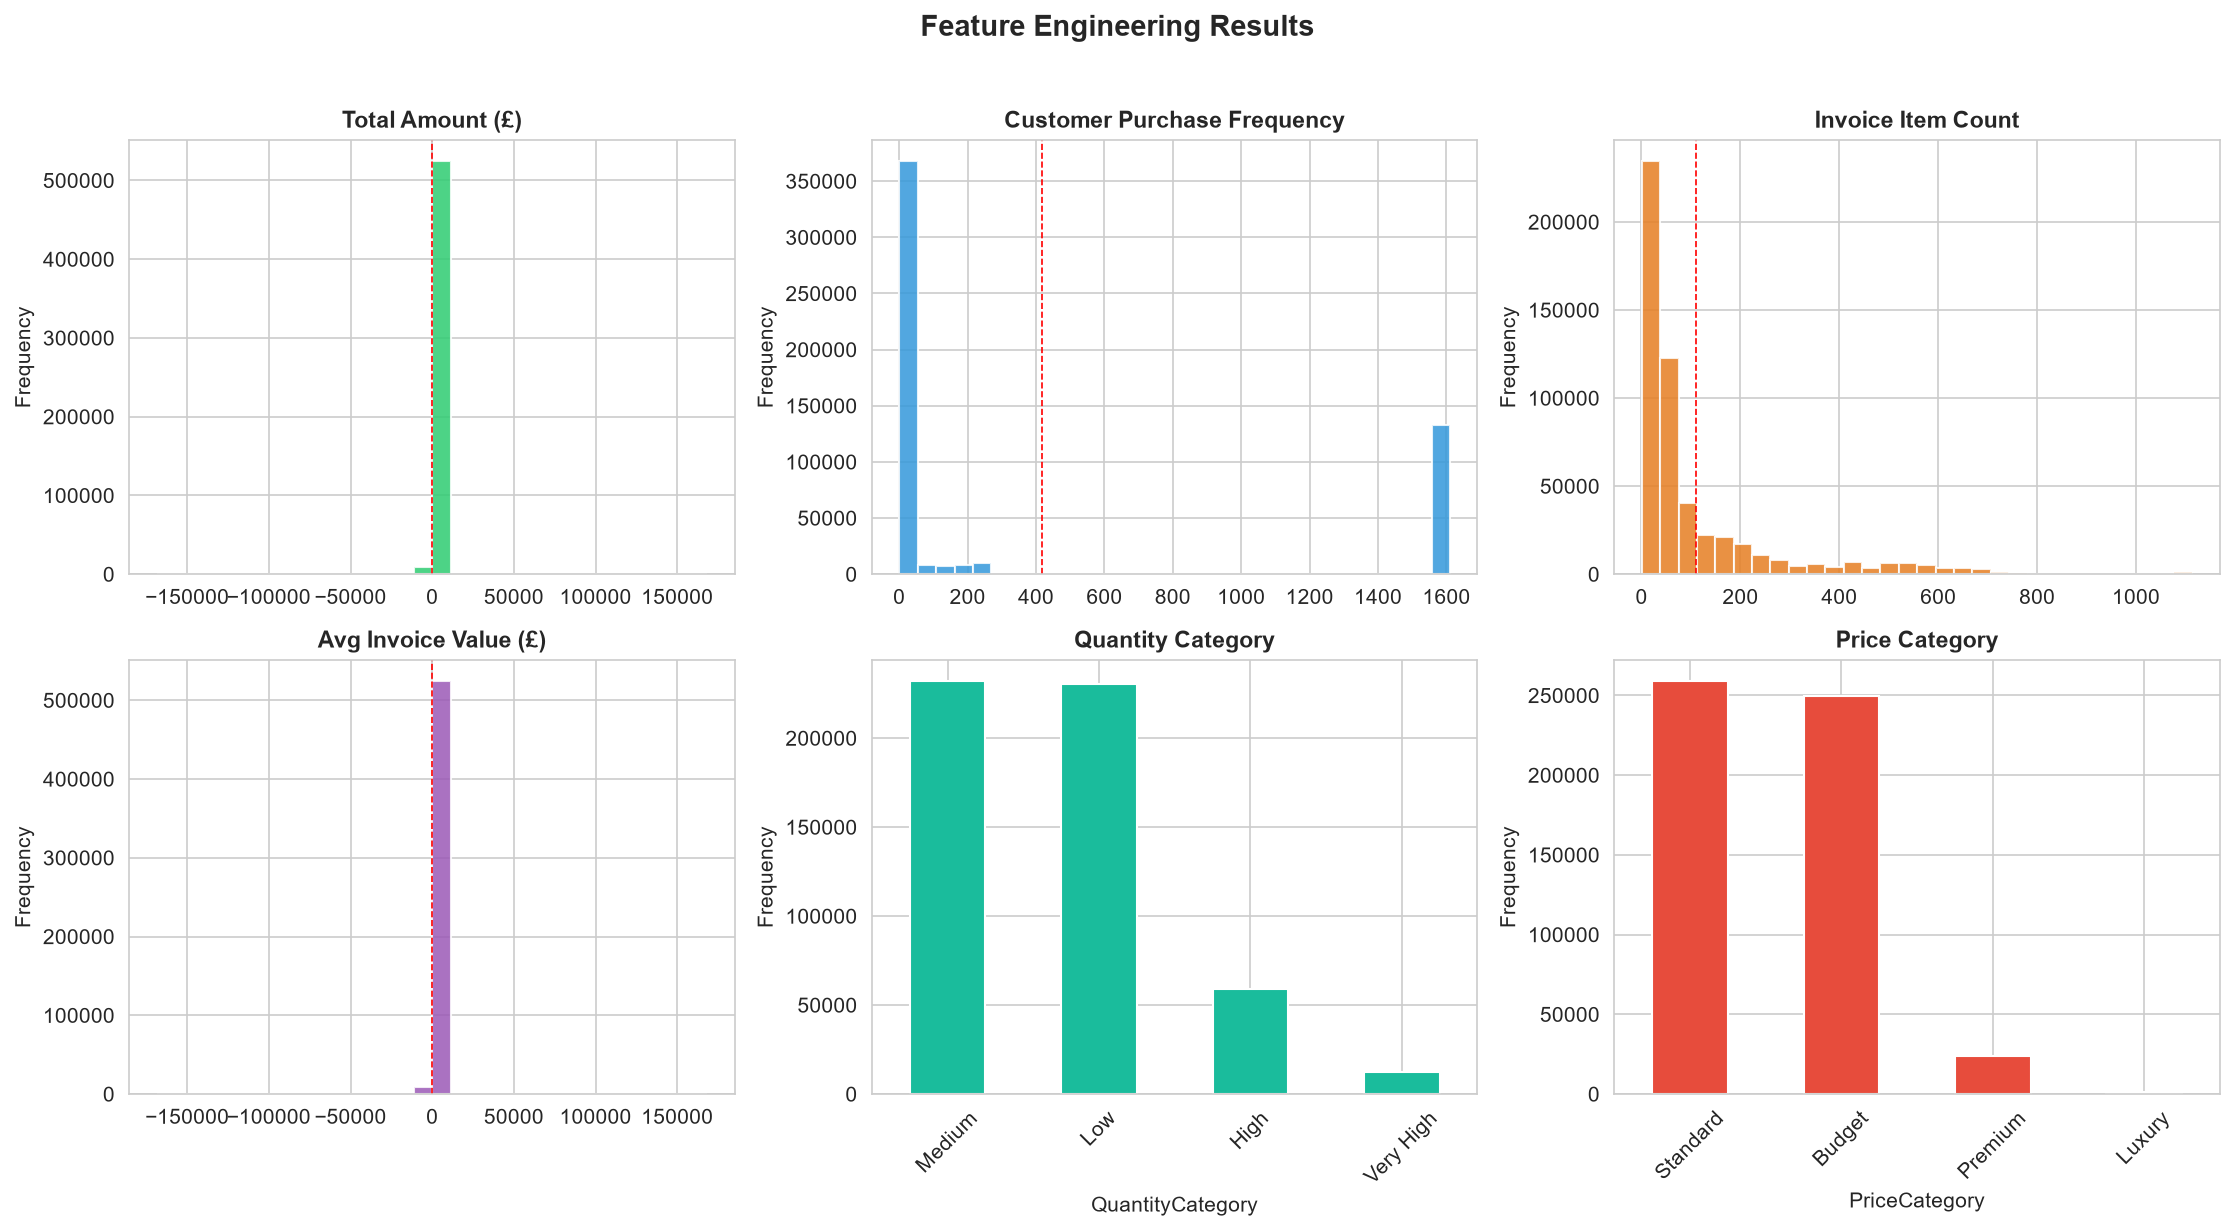 Feature Engineering Results
Total Amount (£)
Frequency
500000
400000
300000
200000
100000
0
−150000 −100000 −50000 0 50000 100000 150000
Customer Purchase Frequency
Frequency
350000
300000
250000
200000
150000
100000
50000
0
0 200 400 600 800 1000 1200 1400 1600
Invoice Item Count
Frequency
200000
150000
100000
50000
0
0 200 400 600 800 1000
Avg Invoice Value (£)
Frequency
500000
400000
300000
200000
100000
0
−150000 −100000 −50000 0 50000 100000 150000
Quantity Category
Frequency
200000
150000
100000
50000
0
Medium Low High Very High
QuantityCategory
Price Category
Frequency
250000
200000
150000
100000
50000
0
Standard Budget Premium Luxury
PriceCategory